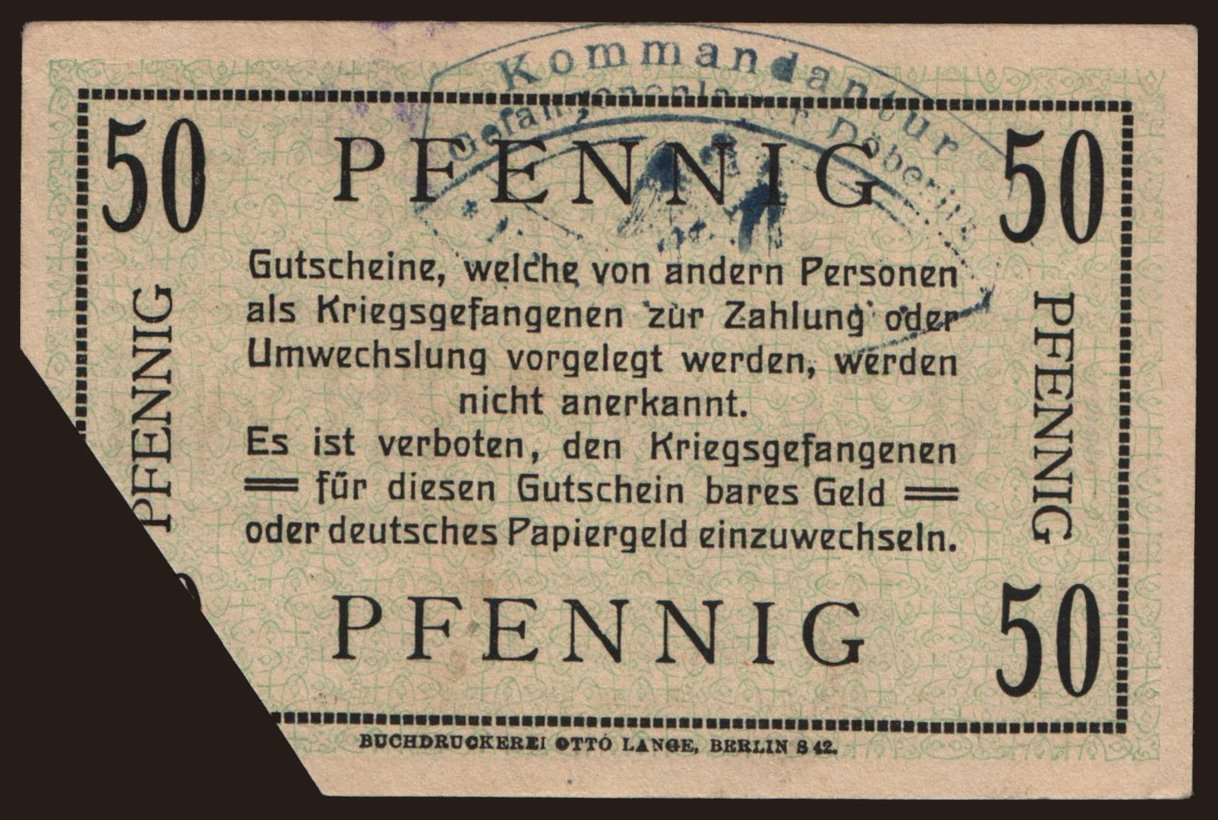 Kommandantur
Gefangenenlager Döberitz
50 PFENNIG 50
Gutscheine, welche von andern Personen
als Kriegsgefangenen zur Zahlung oder
Umwechslung vorgelegt werden, werden
nicht anerkannt.
Es ist verboten, den Kriegsgefangenen
für diesen Gutschein bares Geld
oder deutsches Papiergeld einzuwechseln.
PFENNIG
PFENNIG
PFENNIG 50
BUCHDRUCKEREI OTTO LANGE, BERLIN S 42.